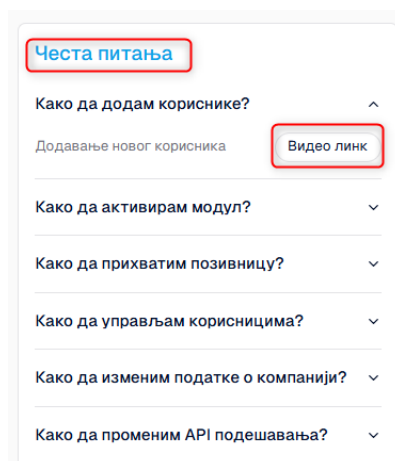 Честа питања
Како да додам кориснике?
Додавање новог корисника
Видео линк
Како да активирам модул?
Како да прихватим позивницу?
Како да управљам корисницима?
Како да изменим податке о компанији?
Како да променим API подешавања?